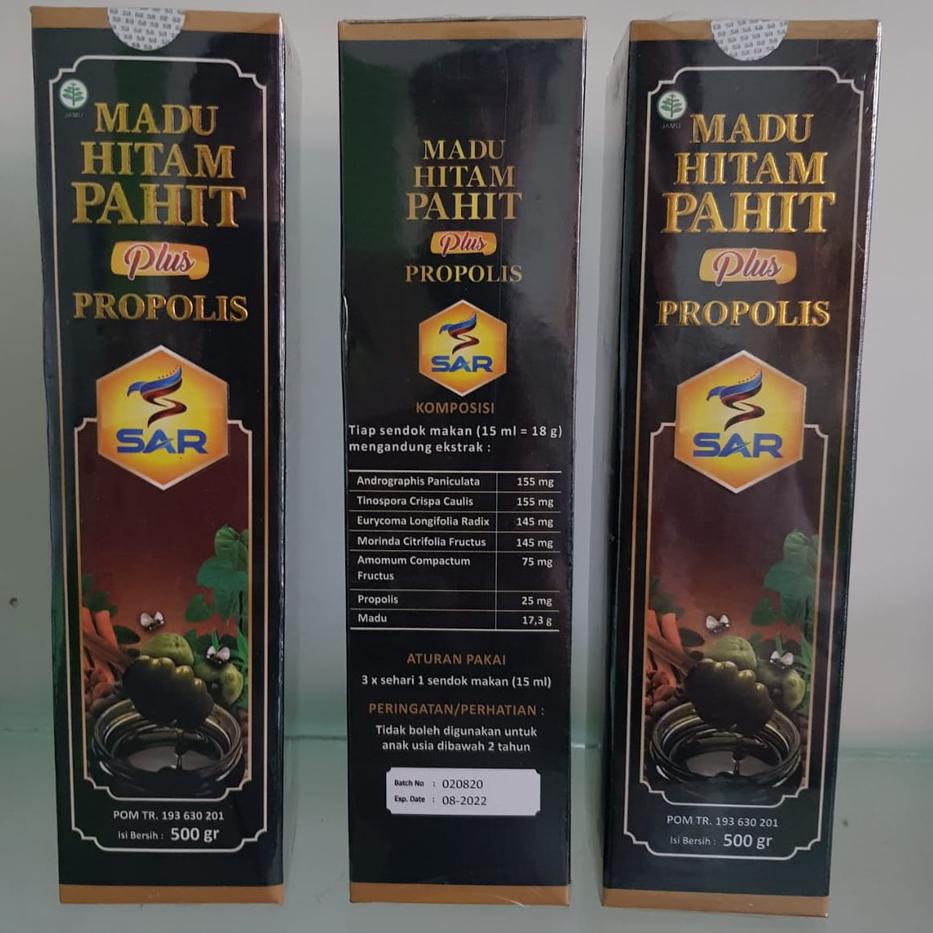 JAMU
MADU
HITAM
PAHIT
Plus
PROPOLIS
SAR
POM TR. 193 630 201
Isi Bersih : 500 gr
MADU
HITAM
PAHIT
Plus
PROPOLIS
SAR
KOMPOSISI
Tiap sendok makan (15 ml = 18 g)
mengandung ekstrak :
Andrographis Paniculata 155 mg
Tinospora Crispa Caulis 155 mg
Eurycoma Longifolia Radix 145 mg
Morinda Citrifolia Fructus 145 mg
Amomum Compactum 75 mg
Fructus
Propolis 25 mg
Madu 17,3 g
ATURAN PAKAI
3 x sehari 1 sendok makan (15 ml)
PERINGATAN/PERHATIAN :
Tidak boleh digunakan untuk
anak usia dibawah 2 tahun
Batch No : 020820
Exp. Date : 08-2022
JAMU
MADU
HITAM
PAHIT
Plus
PROPOLIS
SAR
POM TR. 193 630 201
Isi Bersih : 500 gr